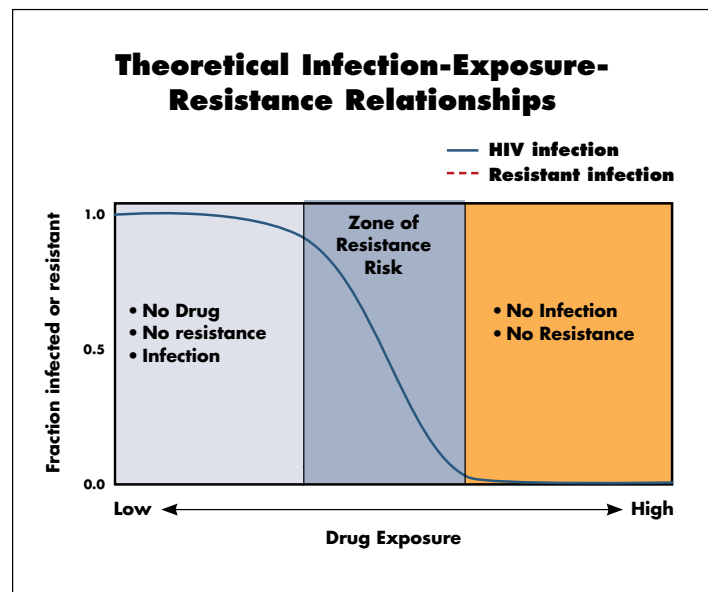 Theoretical Infection-Exposure-
Resistance Relationships
HIV infection
Resistant infection
Fraction infected or resistant
1.0
0.5
0.0
• No Drug
• No resistance
• Infection
Zone of
Resistance
Risk
• No Infection
• No Resistance
Low
High
Drug Exposure